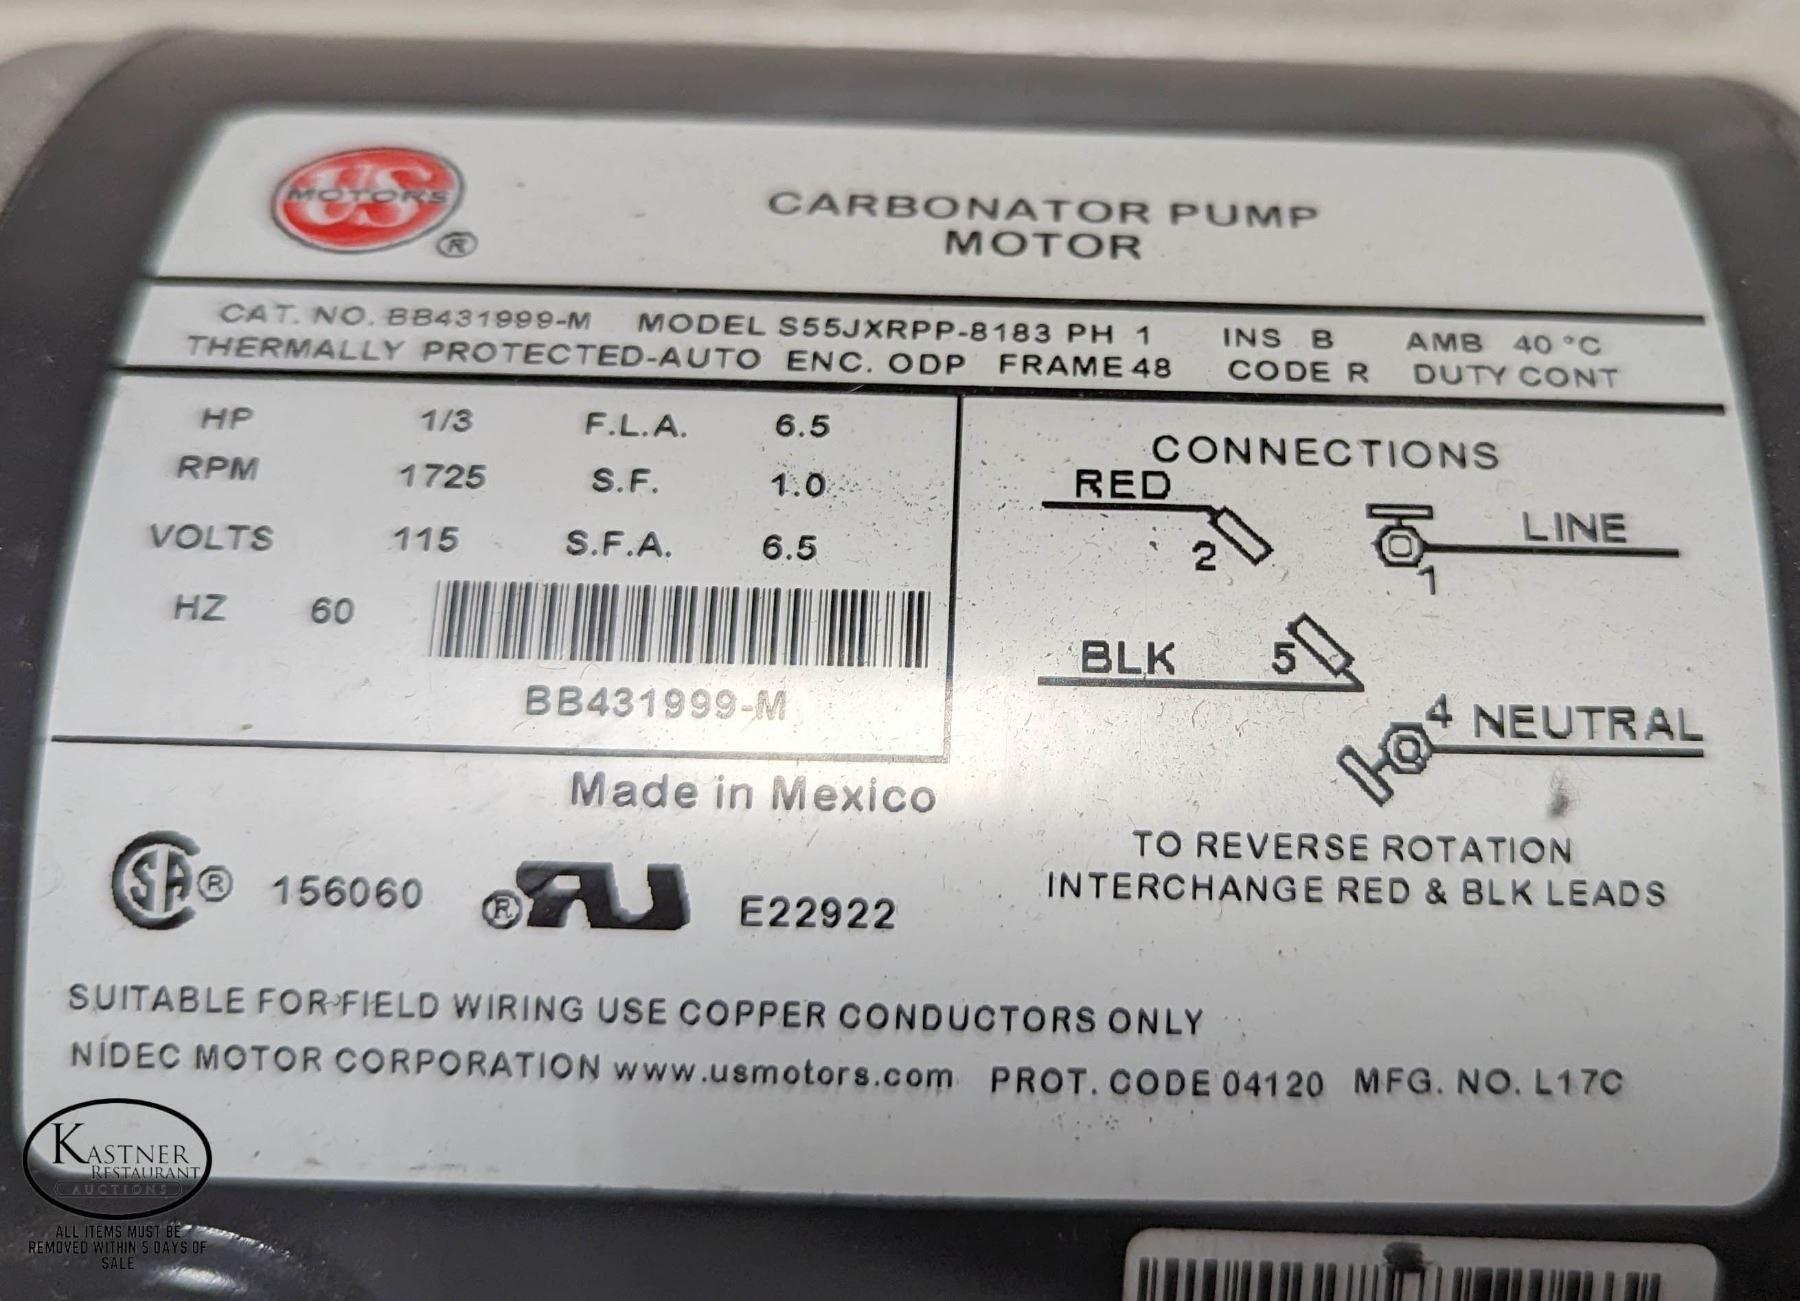 US
MOTORS
®
CARBONATOR PUMP
MOTOR
CAT. NO. BB431999-M MODEL S55JXRPP-8183 PH 1 INS B AMB 40 °C
THERMALLY PROTECTED-AUTO ENC. ODP FRAME 48 CODE R DUTY CONT
HP 1/3 F.L.A. 6.5
RPM 1725 S.F. 1.0
VOLTS 115 S.F.A. 6.5
HZ 60
BB431999-M
CONNECTIONS
RED
2
LINE
1
BLK 5
4 NEUTRAL
TO REVERSE ROTATION
INTERCHANGE RED & BLK LEADS
Made in Mexico
SA® 156060 ®RU E22922
SUITABLE FOR FIELD WIRING USE COPPER CONDUCTORS ONLY
NIDEC MOTOR CORPORATION www.usmotors.com PROT. CODE 04120 MFG. NO. L17C
KASTNER
RESTAURANT
AUCTIONS
ALL ITEMS MUST BE
REMOVED WITHIN 5 DAYS OF
SALE